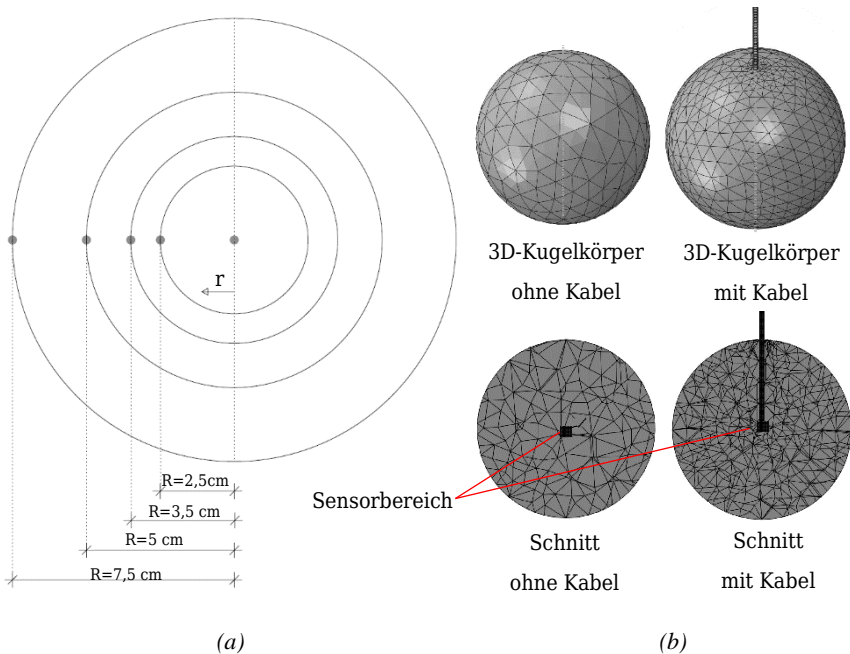 r
R=2,5cm
R=3,5 cm
R=5 cm
R=7,5 cm
(a)
3D-Kugelkörper
ohne Kabel
3D-Kugelkörper
mit Kabel
Sensorbereich
Schnitt
ohne Kabel
Schnitt
mit Kabel
(b)